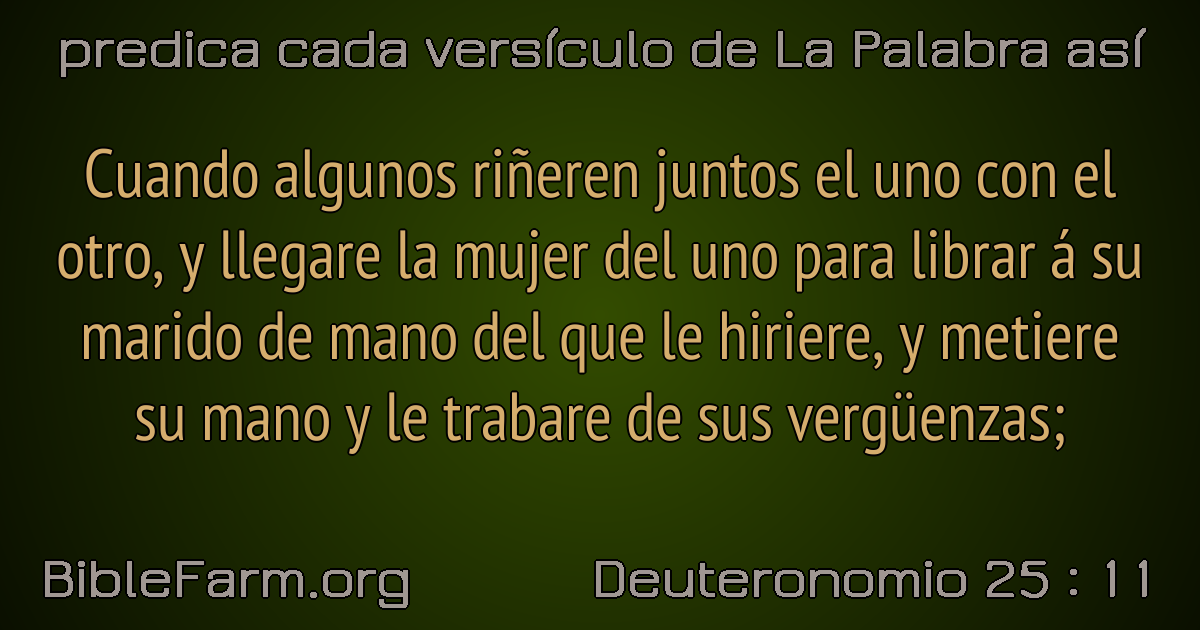 predica cada versículo de La Palabra así
Cuando algunos riñeren juntos el uno con el
otro, y llegare la mujer del uno para librar á su
marido de mano del que le hiriere, y metiere
su mano y le trabare de sus vergüenzas;
BibleFarm.org
Deuteronomio 25 : 11